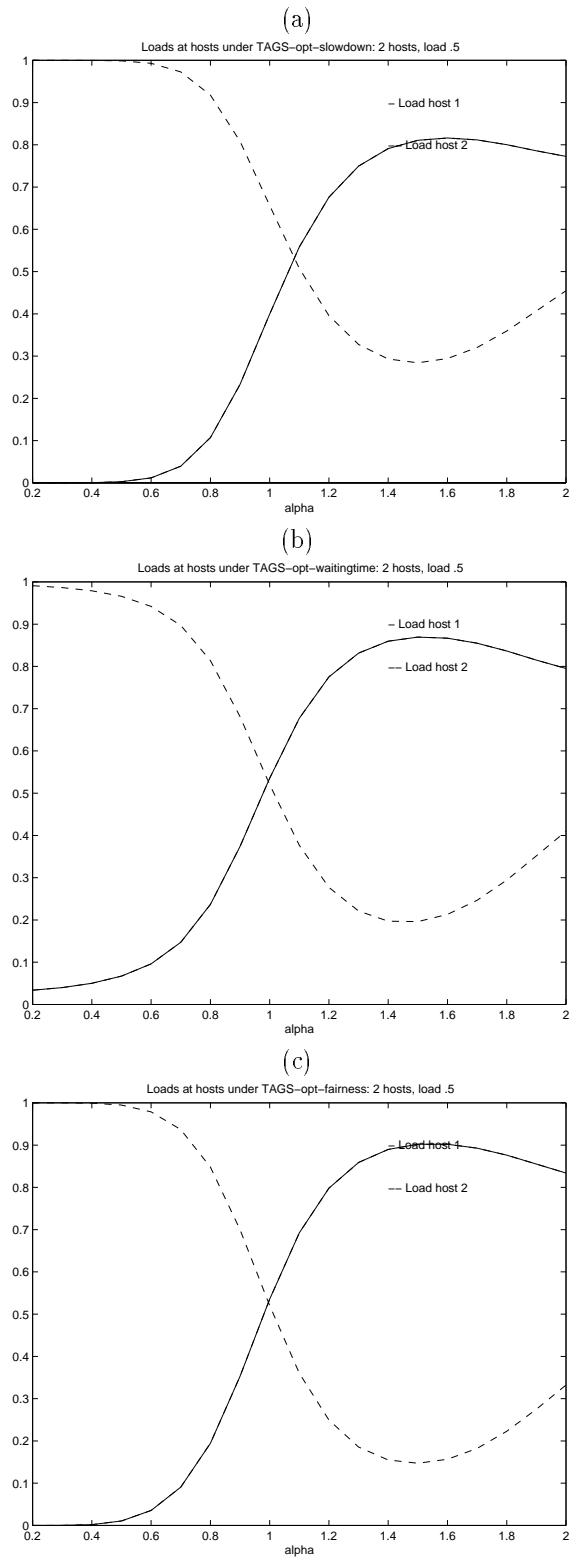 (a)
Loads at hosts under TAGS−opt−slowdown: 2 hosts, load .5
1
0.9
− Load host 1
0.8
−− Load host 2
0.7
0.6
0.5
0.4
0.3
0.2
0.1
0
0.2 0.4 0.6 0.8 1 1.2 1.4 1.6 1.8 2
alpha
(b)
Loads at hosts under TAGS−opt−waitingtime: 2 hosts, load .5
1
0.9
− Load host 1
0.8
−− Load host 2
0.7
0.6
0.5
0.4
0.3
0.2
0.1
0
0.2 0.4 0.6 0.8 1 1.2 1.4 1.6 1.8 2
alpha
(c)
Loads at hosts under TAGS−opt−fairness: 2 hosts, load .5
1
0.9
− Load host 1
0.8
−− Load host 2
0.7
0.6
0.5
0.4
0.3
0.2
0.1
0
0.2 0.4 0.6 0.8 1 1.2 1.4 1.6 1.8 2
alpha